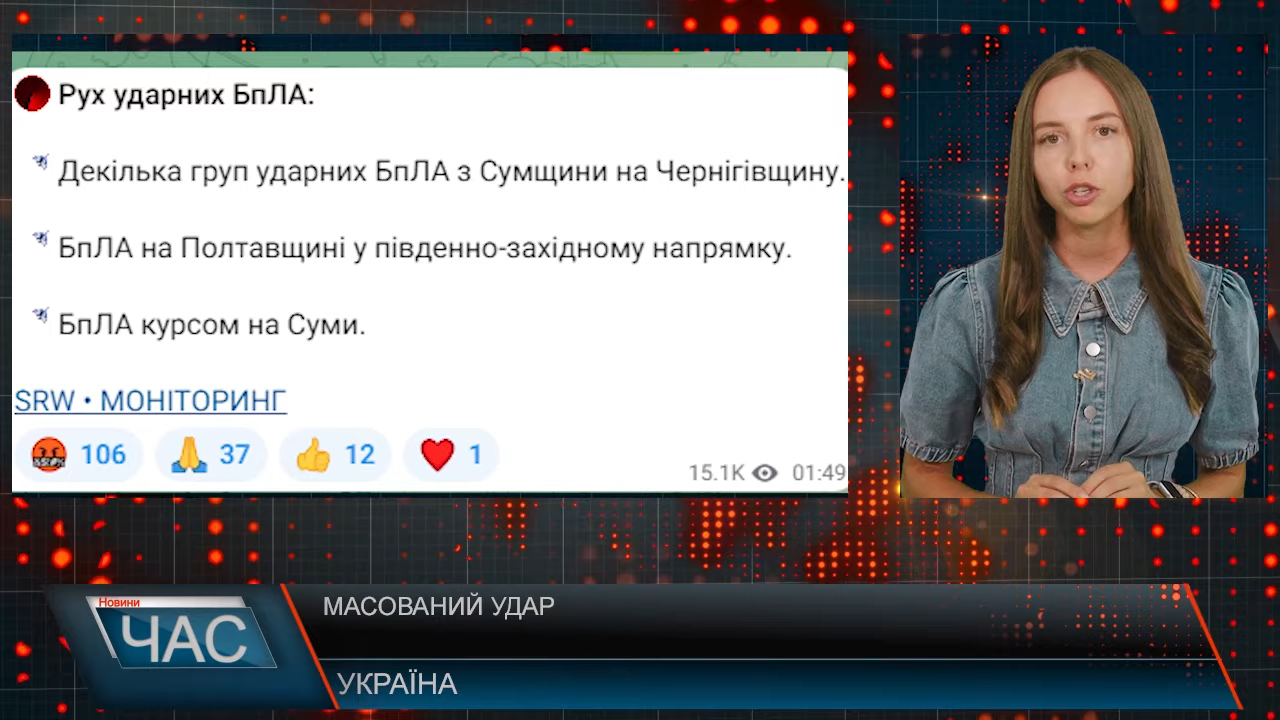 Рух ударних БпЛА:
Декілька груп ударних БпЛА з Сумщини на Чернігівщину.
БпЛА на Полтавщині у південно-західному напрямку.
БпЛА курсом на Суми.
SRW • МОНІТОРИНГ
106 37 12 1
15.1K 01:49
Новини
ЧАС
МАСОВАНИЙ УДАР
УКРАЇНА